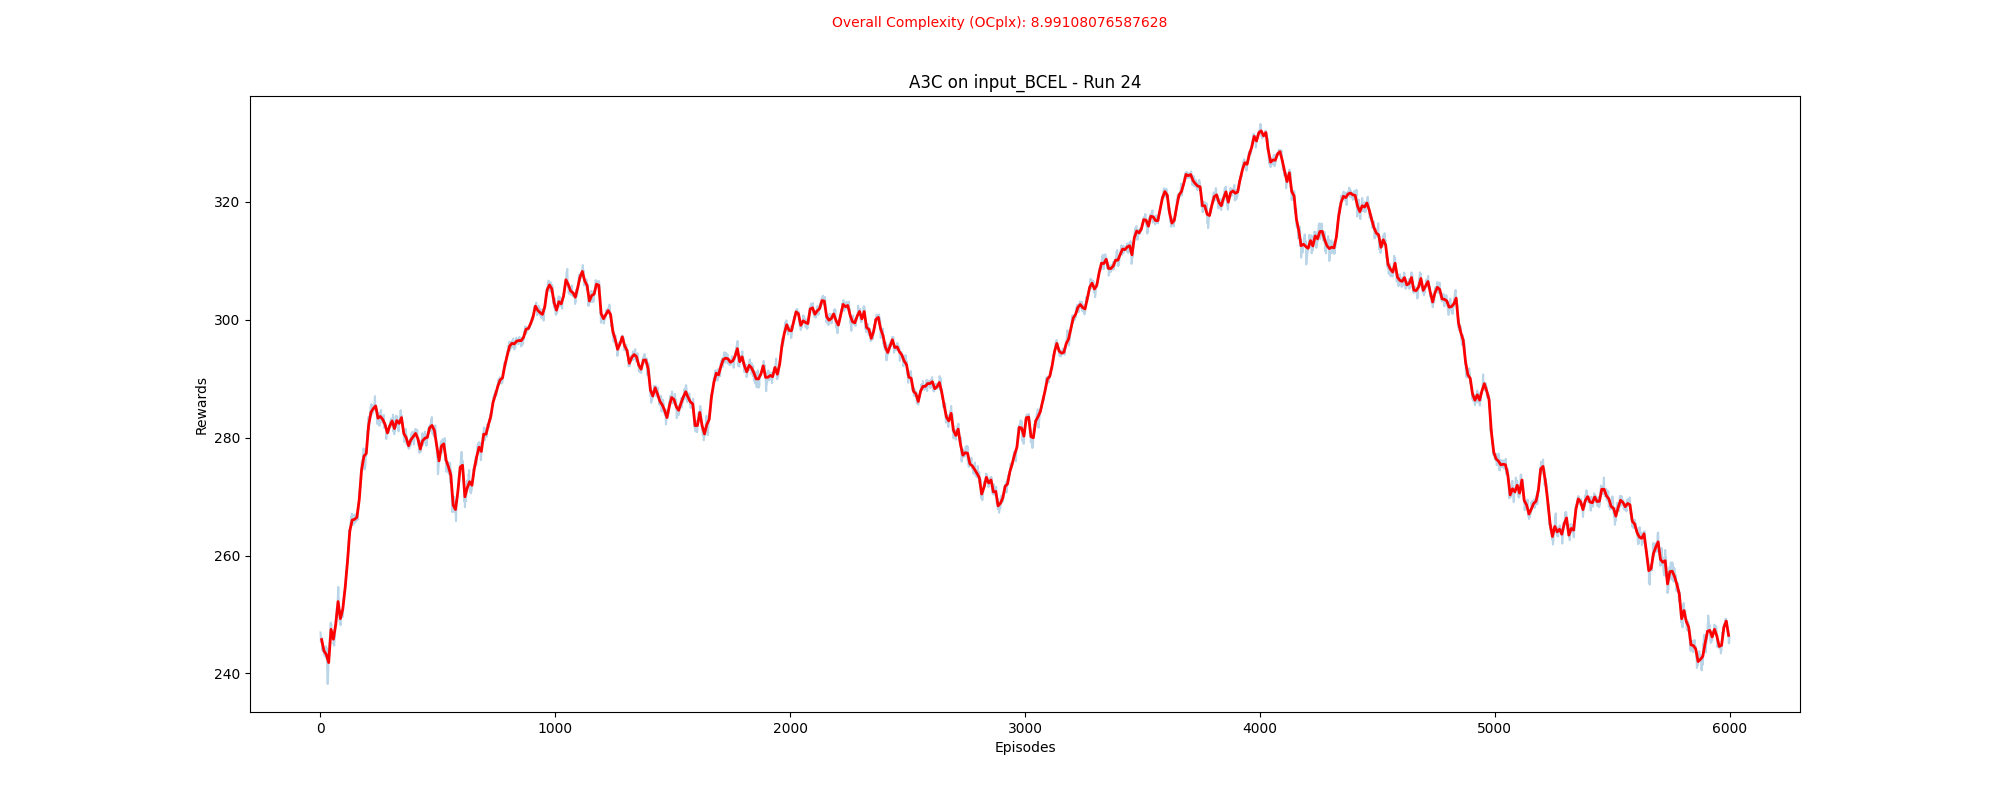 Overall Complexity (OCplx): 8.99108076587628
A3C on input_BCEL - Run 24
Rewards
320
300
280
260
240
0 1000 2000 3000 4000 5000 6000
Episodes